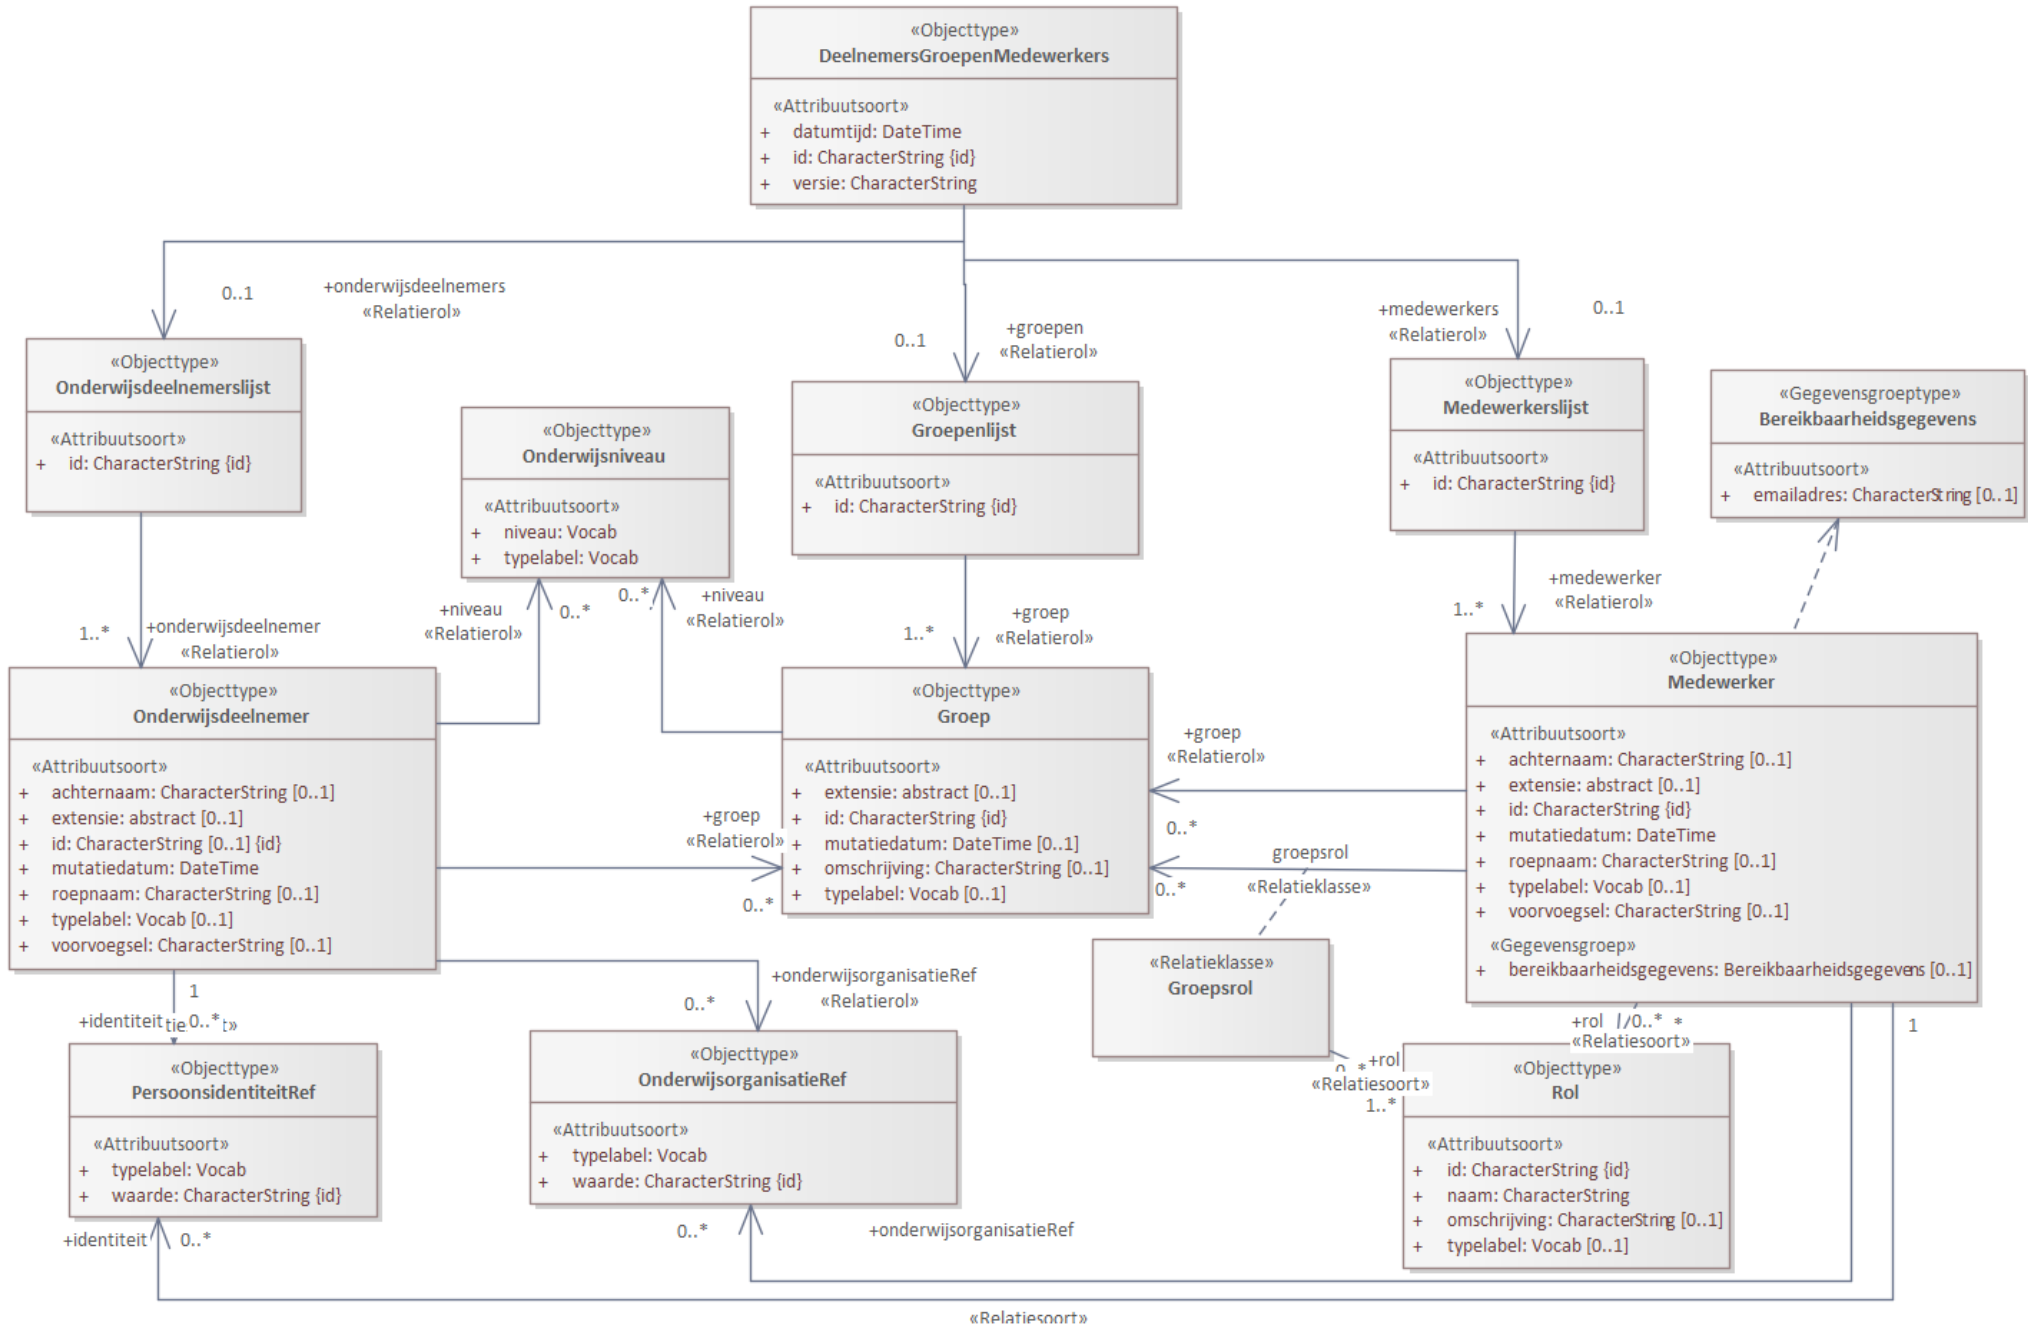 «Objecttype»
DeelnemersGroepenMedewerkers
«Attribuutsoort»
+ datumtijd: DateTime
+ id: CharacterString {id}
+ versie: CharacterString
0..1
+onderwijsdeelnemers
«Relatierol»
0..1
+groepen
«Relatierol»
+medewerkers
«Relatierol»
0..1
«Objecttype»
Onderwijsdeelnemerslijst
«Attribuutsoort»
+ id: CharacterString {id}
«Objecttype»
Onderwijsniveau
«Attribuutsoort»
+ niveau: Vocab
+ typelabel: Vocab
«Objecttype»
Groepenlijst
«Attribuutsoort»
+ id: CharacterString {id}
«Objecttype»
Medewerkerslijst
«Attribuutsoort»
+ id: CharacterString {id}
«Gegevensgroeptype»
Bereikbaarheidsgegevens
«Attribuutsoort»
+ emailadres: CharacterString [0..1]
1..*
+onderwijsdeelnemer
«Relatierol»
+niveau
«Relatierol»
0..*
0..*
+niveau
«Relatierol»
1..*
+groep
«Relatierol»
1..*
+medewerker
«Relatierol»
«Objecttype»
Onderwijsdeelnemer
«Attribuutsoort»
+ achternaam: CharacterString [0..1]
+ extensie: abstract [0..1]
+ id: CharacterString [0..1] {id}
+ mutatiedatum: DateTime
+ roepnaam: CharacterString [0..1]
+ typelabel: Vocab [0..1]
+ voorvoegsel: CharacterString [0..1]
+groep
«Relatierol»
0..*
«Objecttype»
Groep
«Attribuutsoort»
+ extensie: abstract [0..1]
+ id: CharacterString {id}
+ mutatiedatum: DateTime [0..1]
+ omschrijving: CharacterString [0..1]
+ typelabel: Vocab [0..1]
+groep
«Relatierol»
0..*
groepsrol
«Relatieklasse»
0..*
«Objecttype»
Medewerker
«Attribuutsoort»
+ achternaam: CharacterString [0..1]
+ extensie: abstract [0..1]
+ id: CharacterString {id}
+ mutatiedatum: DateTime
+ roepnaam: CharacterString [0..1]
+ typelabel: Vocab [0..1]
+ voorvoegsel: CharacterString [0..1]
«Gegevensgroep»
+ bereikbaarheidsgegevens: Bereikbaarheidsgegevens [0..1]
«Relatieklasse»
Groepsrol
1
+identiteit
0..*
+onderwijsorganisatieRef
«Relatierol»
0..*
+rol
0..*
*
«Relatiesoort»
1
+rol
«Relatiesoort»
1..*
«Objecttype»
PersoonsidentiteitRef
«Attribuutsoort»
+ typelabel: Vocab
+ waarde: CharacterString {id}
«Objecttype»
OnderwijsorganisatieRef
«Attribuutsoort»
+ typelabel: Vocab
+ waarde: CharacterString {id}
«Objecttype»
Rol
«Attribuutsoort»
+ id: CharacterString {id}
+ naam: CharacterString
+ omschrijving: CharacterString [0..1]
+ typelabel: Vocab [0..1]
+identiteit
0..*
0..*
+onderwijsorganisatieRef
«Relatiesoort»